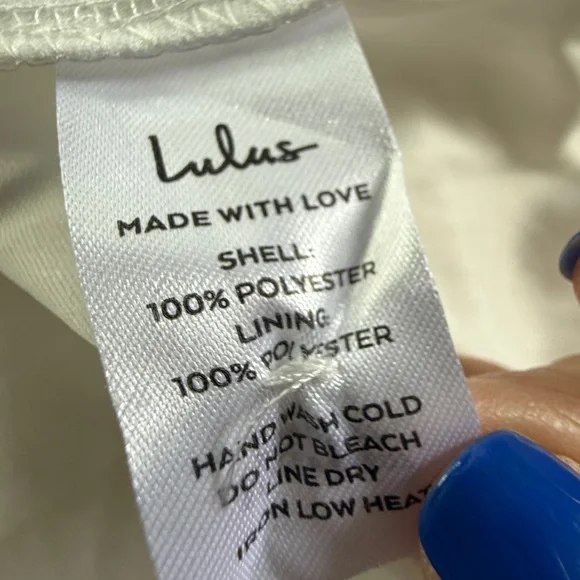 Lulus
MADE WITH LOVE
SHELL:
100% POLYESTER
LINING:
100% POLYESTER
HAND WASH COLD
DO NOT BLEACH
LINE DRY
IRON LOW HEAT